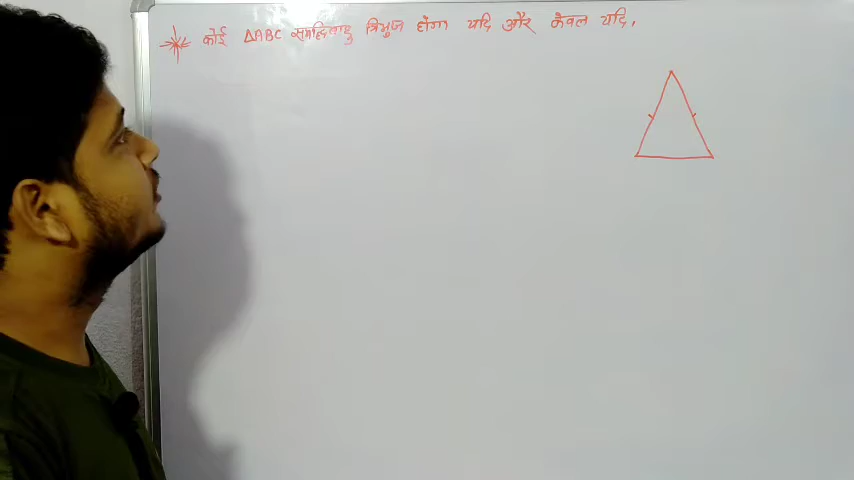 कोई ΔABC समद्विबाहु त्रिभुज होगा यदि और केवल यदि,